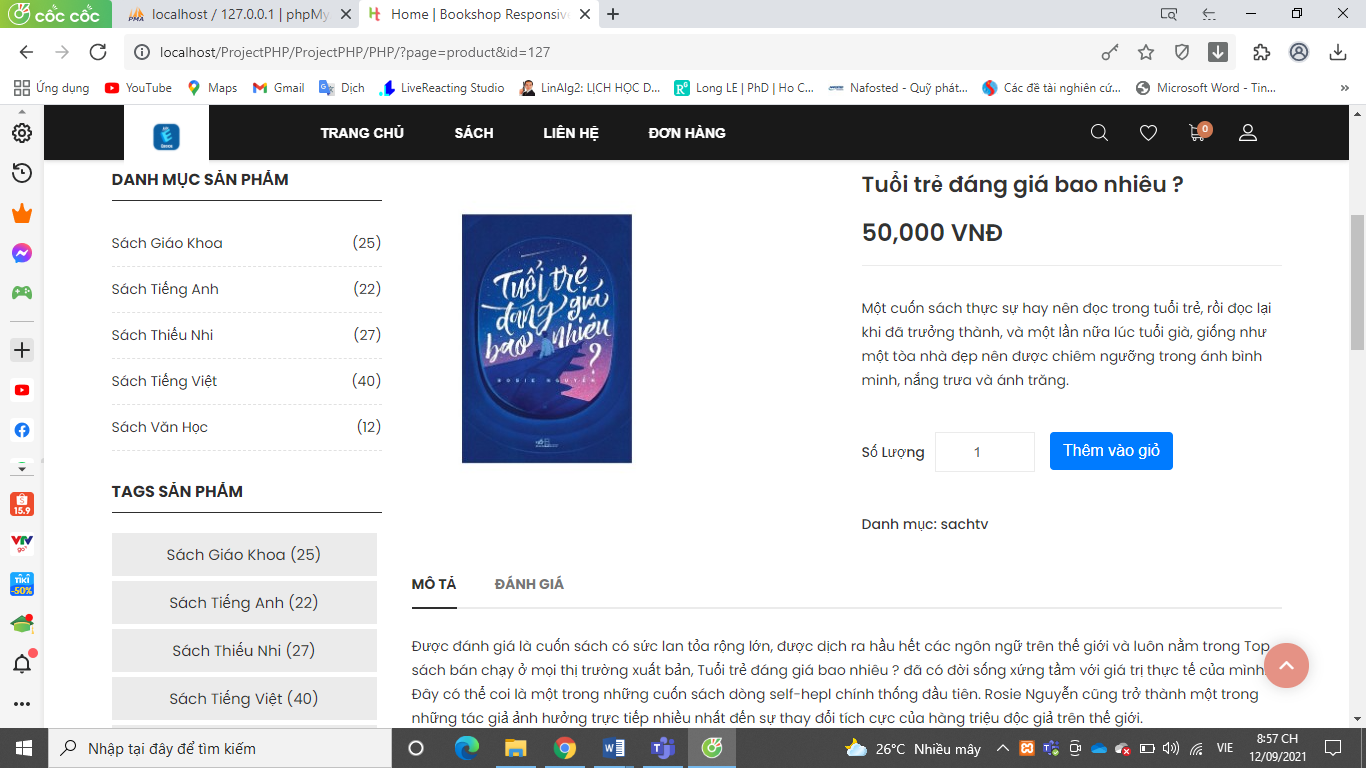 cốc cốc
localhost / 127.0.0.1 | phpMy
Home | Bookshop Responsiv
localhost/ProjectPHP/ProjectPHP/PHP/?page=product&id=127
Ứng dụng
YouTube
Maps
Gmail
Dịch
LiveReacting Studio
LinAlg2: LỊCH HỌC D...
Long LE | PhD | Ho C...
Nafosted - Quỹ phát...
Các đề tài nghiên cứ...
Microsoft Word - Tin...
TRANG CHỦ
SÁCH
LIÊN HỆ
ĐƠN HÀNG
0
DANH MỤC SẢN PHẨM
Sách Giáo Khoa (25)
Sách Tiếng Anh (22)
Sách Thiếu Nhi (27)
Sách Tiếng Việt (40)
Sách Văn Học (12)
TAGS SẢN PHẨM
Sách Giáo Khoa (25)
Sách Tiếng Anh (22)
Sách Thiếu Nhi (27)
Sách Tiếng Việt (40)
Tuổi trẻ
đáng giá
bao nhiêu
?
ROSIE NGUYỄN
Tuổi trẻ đáng giá bao nhiêu ?
50,000 VNĐ
Một cuốn sách thực sự hay nên đọc trong tuổi trẻ, rồi đọc lại
khi đã trưởng thành, và một lần nữa lúc tuổi già, giống như
một tòa nhà đẹp nên được chiêm ngưỡng trong ánh bình
minh, nắng trưa và ánh trăng.
Số Lượng
1
Thêm vào giỏ
Danh mục: sachtv
MÔ TẢ
ĐÁNH GIÁ
Được đánh giá là cuốn sách có sức lan tỏa rộng lớn, được dịch ra hầu hết các ngôn ngữ trên thế giới và luôn nằm trong Top
sách bán chạy ở mọi thị trường xuất bản, Tuổi trẻ đáng giá bao nhiêu ? đã có đời sống xứng tầm với giá trị thực tế của mình.
Đây có thể coi là một trong những cuốn sách dòng self-hepl chính thống đầu tiên. Rosie Nguyễn cũng trở thành một trong
những tác giả ảnh hưởng trực tiếp nhiều nhất đến sự thay đổi tích cực của hàng triệu độc giả trên thế giới.
15.9
VTV
go
TIKI
-50%
Nhập tại đây để tìm kiếm
26°C Nhiều mây
VIE
8:57 CH
12/09/2021